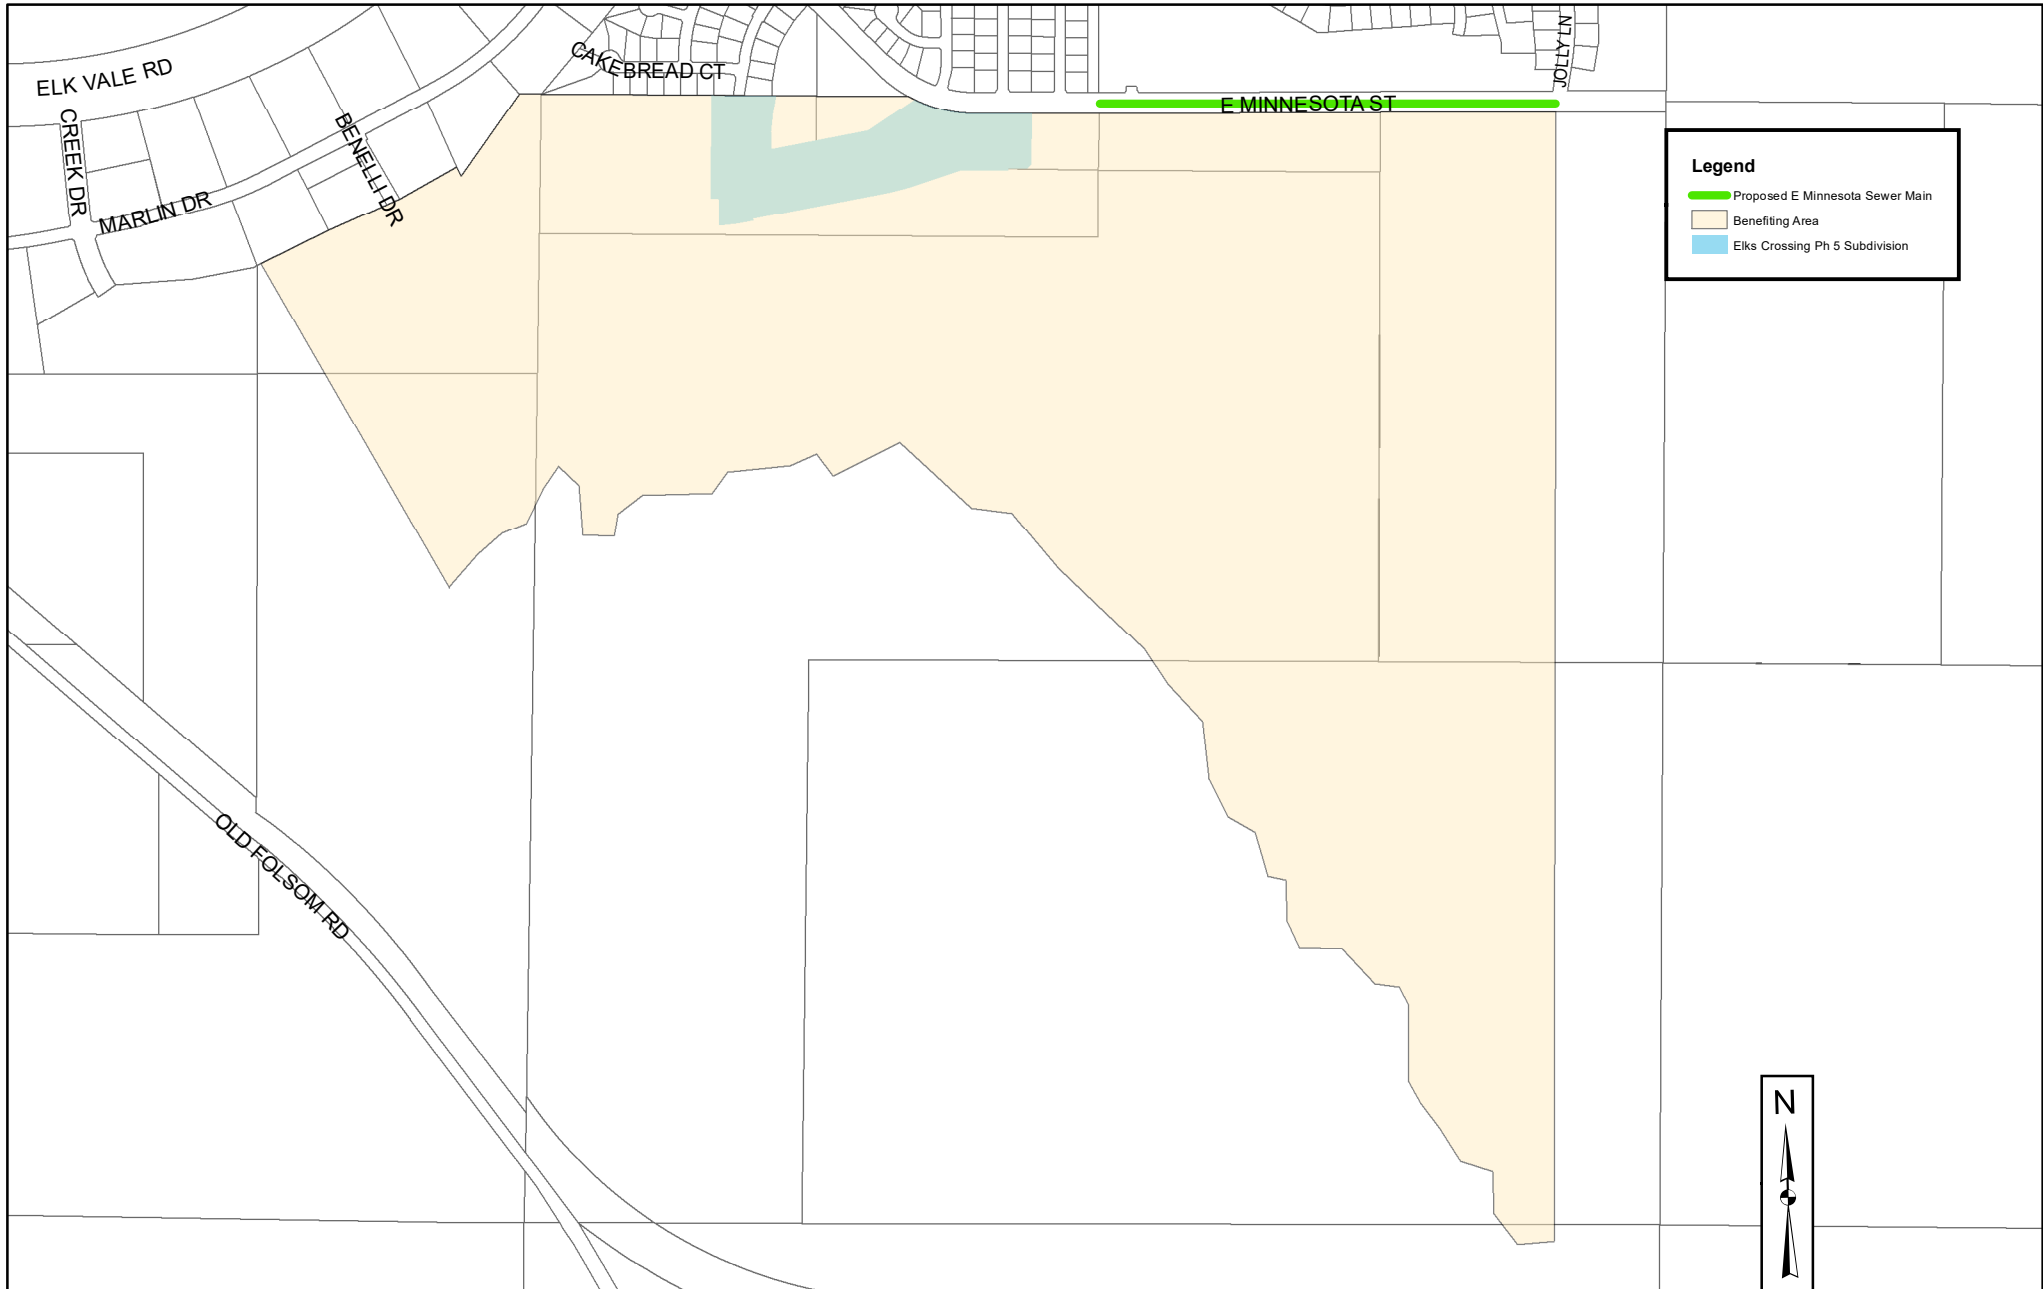 ELK VALE RD
CAKEBREAD CT
JOLLY LN
E MINNESOTA ST
CREEK DR
BENELLI DR
MARLIN DR
Legend
Proposed E Minnesota Sewer Main
Benefiting Area
Elks Crossing Ph 5 Subdivision
OLD FOLSOM RD
N